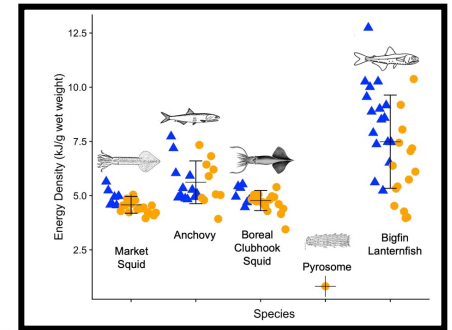 Energy Density (kJ/g wet weight)
12.5
10.0
7.5
5.0
2.5
Market
Squid
Anchovy
Boreal
Clubhook
Squid
Pyrosome
Bigfin
Lanternfish
Species